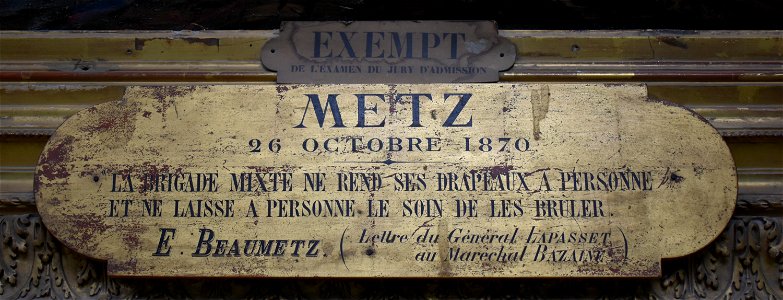 EXEMPT
DE L'EXAMEN DU JURY D'ADMISSION
METZ
26 OCTOBRE 1870
LA BRIGADE MIXTE NE REND SES DRAPEAUX A PERSONNE
ET NE LAISSE A PERSONNE LE SOIN DE LES BRULER.
E. BEAUMETZ. (Lettre du Général LAPASSET)
au Maréchal BAZAINE